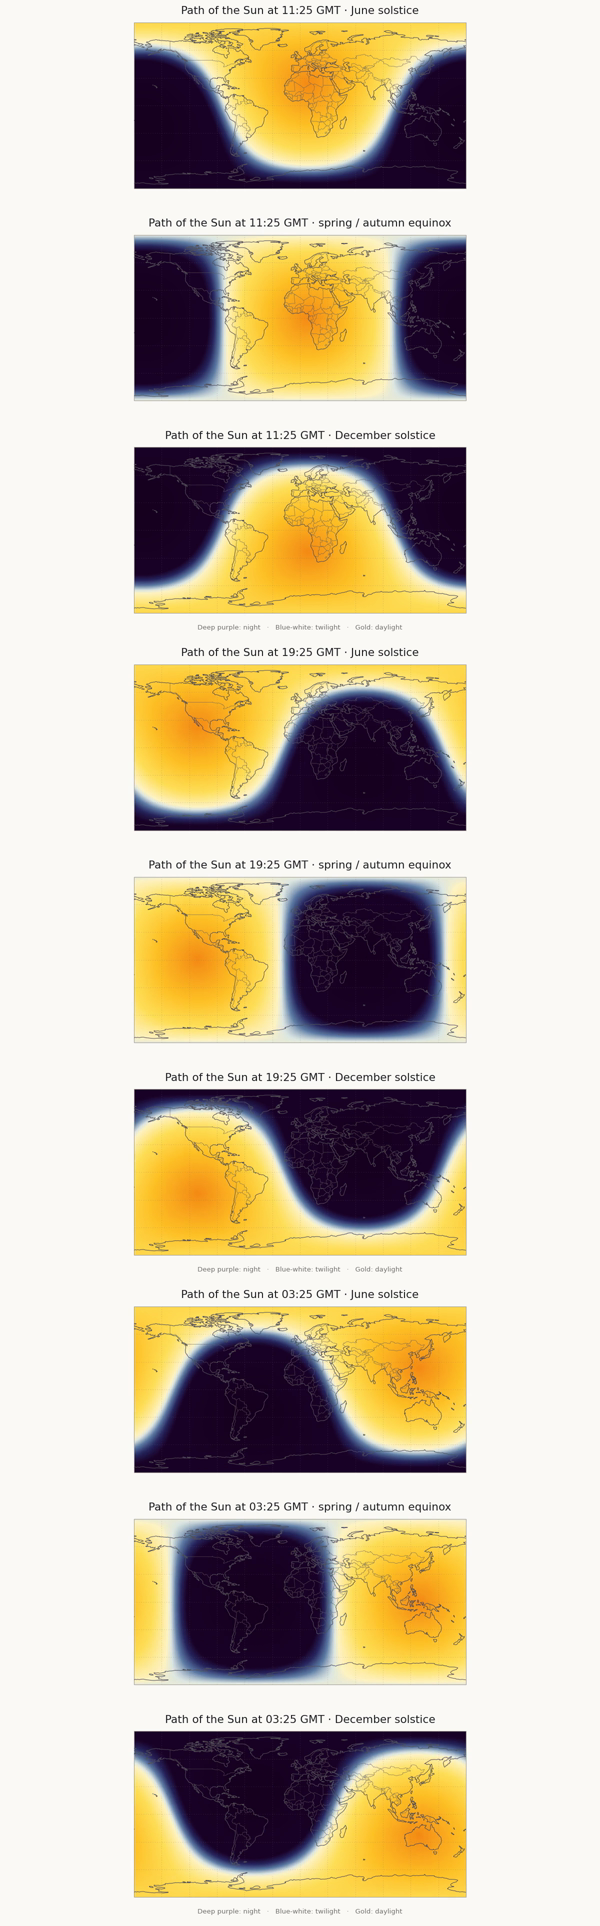 Path of the Sun at 11:25 GMT · June solstice
Path of the Sun at 11:25 GMT · spring / autumn equinox
Path of the Sun at 11:25 GMT · December solstice
Deep purple: night · Blue-white: twilight · Gold: daylight
Path of the Sun at 19:25 GMT · June solstice
Path of the Sun at 19:25 GMT · spring / autumn equinox
Path of the Sun at 19:25 GMT · December solstice
Deep purple: night · Blue-white: twilight · Gold: daylight
Path of the Sun at 03:25 GMT · June solstice
Path of the Sun at 03:25 GMT · spring / autumn equinox
Path of the Sun at 03:25 GMT · December solstice
Deep purple: night · Blue-white: twilight · Gold: daylight